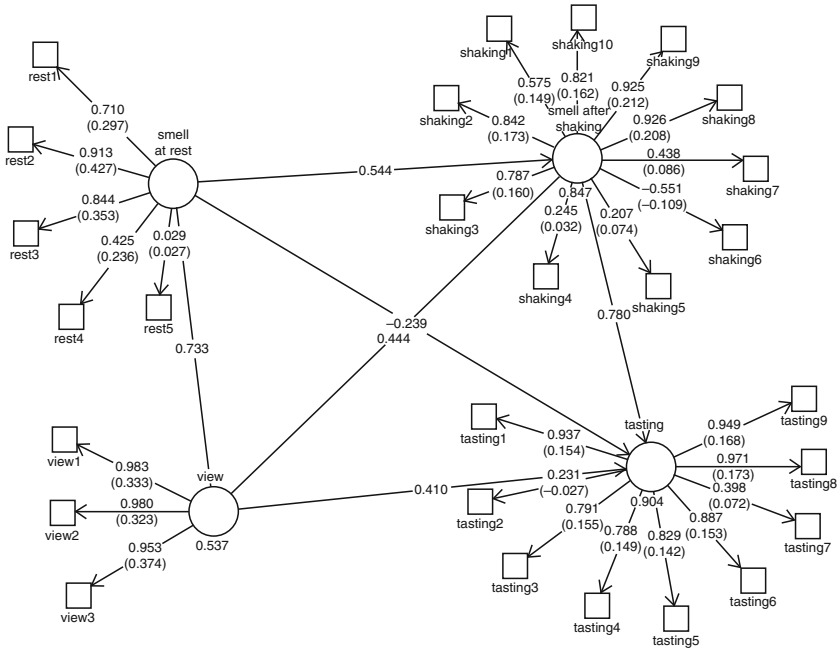 shaking10
shaking1
shaking9
rest1
0.575
(0.149)
0.821
(0.162)
0.925
(0.212)
smell after
shaking
shaking2
0.842
(0.173)
0.926
(0.208)
shaking8
0.710
(0.297)
smell
at rest
rest2
0.913
(0.427)
0.544
0.438
(0.086)
shaking7
0.787
(0.160)
0.847
−0.551
(−0.109)
0.844
(0.353)
shaking3
0.245
(0.032)
0.207
(0.074)
rest3
0.425
(0.236)
0.029
(0.027)
shaking6
shaking4
shaking5
rest4
rest5
−0.239
0.444
0.780
0.733
tasting
tasting9
tasting1
0.937
(0.154)
0.949
(0.168)
view1
0.983
(0.333)
view
0.971
(0.173)
tasting8
0.410
0.231
(−0.027)
0.398
(0.072)
0.980
(0.323)
view2
tasting2
0.791
(0.155)
0.904
0.887
(0.153)
tasting7
0.537
0.953
(0.374)
0.788
(0.149)
0.829
(0.142)
tasting3
tasting6
view3
tasting4
tasting5